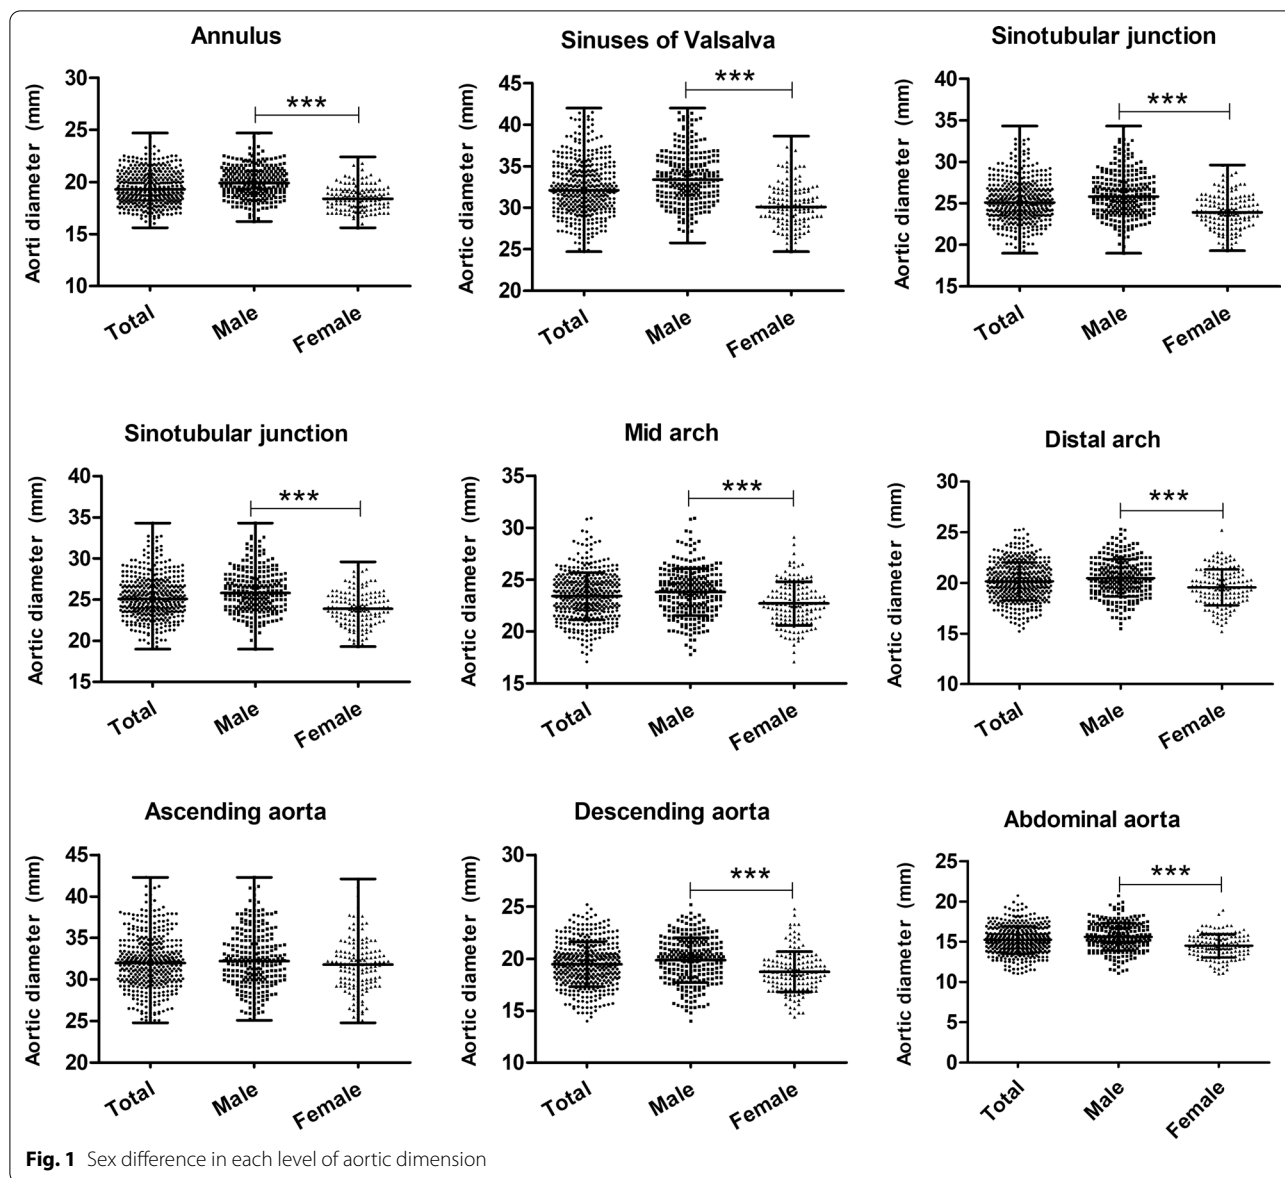 Annulus
Aorti diameter (mm)
30
25
20
15
10
***
Total
Male
Female
Sinuses of Valsalva
Aortic diameter (mm)
45
40
35
30
25
20
***
Total
Male
Female
Sinotubular junction
Aortic diameter (mm)
40
35
30
25
20
15
***
Total
Male
Female
Sinotubular junction
Aortic diameter (mm)
40
35
30
25
20
15
***
Total
Male
Female
Mid arch
Aortic diameter (mm)
35
30
25
20
15
***
Total
Male
Female
Distal arch
Aortic diameter (mm)
30
25
20
15
10
***
Total
Male
Female
Ascending aorta
Aortic diameter (mm)
45
40
35
30
25
20
Total
Male
Female
Descending aorta
Aortic diameter (mm)
30
25
20
15
10
***
Total
Male
Female
Abdominal aorta
Aortic diameter (mm)
25
20
15
10
5
0
***
Total
Male
Female
Fig. 1 Sex difference in each level of aortic dimension